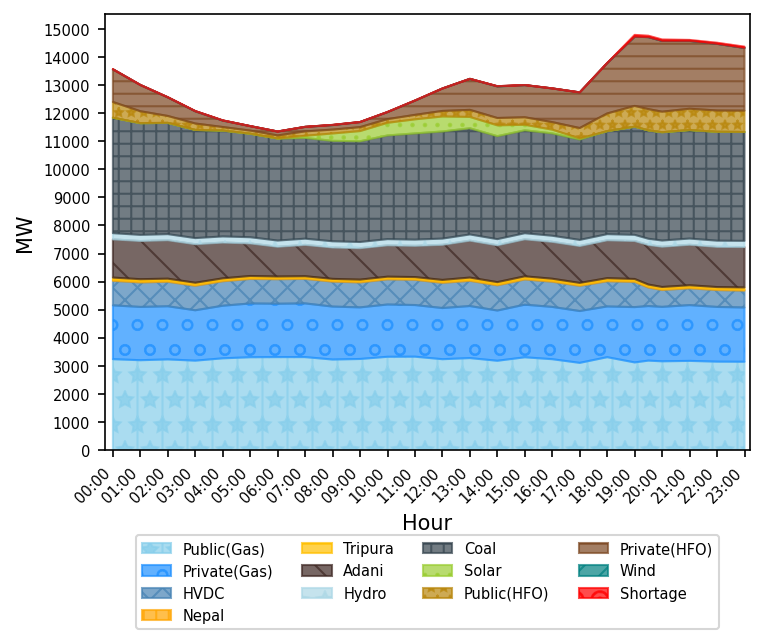 15000
14000
13000
12000
11000
10000
9000
8000
7000
6000
5000
4000
3000
2000
1000
0
MW
00:00 01:00 02:00 03:00 04:00 05:00 06:00 07:00 08:00 09:00 10:00 11:00 12:00 13:00 14:00 15:00 16:00 17:00 18:00 19:00 20:00 21:00 22:00 23:00
Hour
Public(Gas) Tripura Coal Private(HFO)
Private(Gas) Adani Solar Wind
HVDC Hydro Public(HFO) Shortage
Nepal